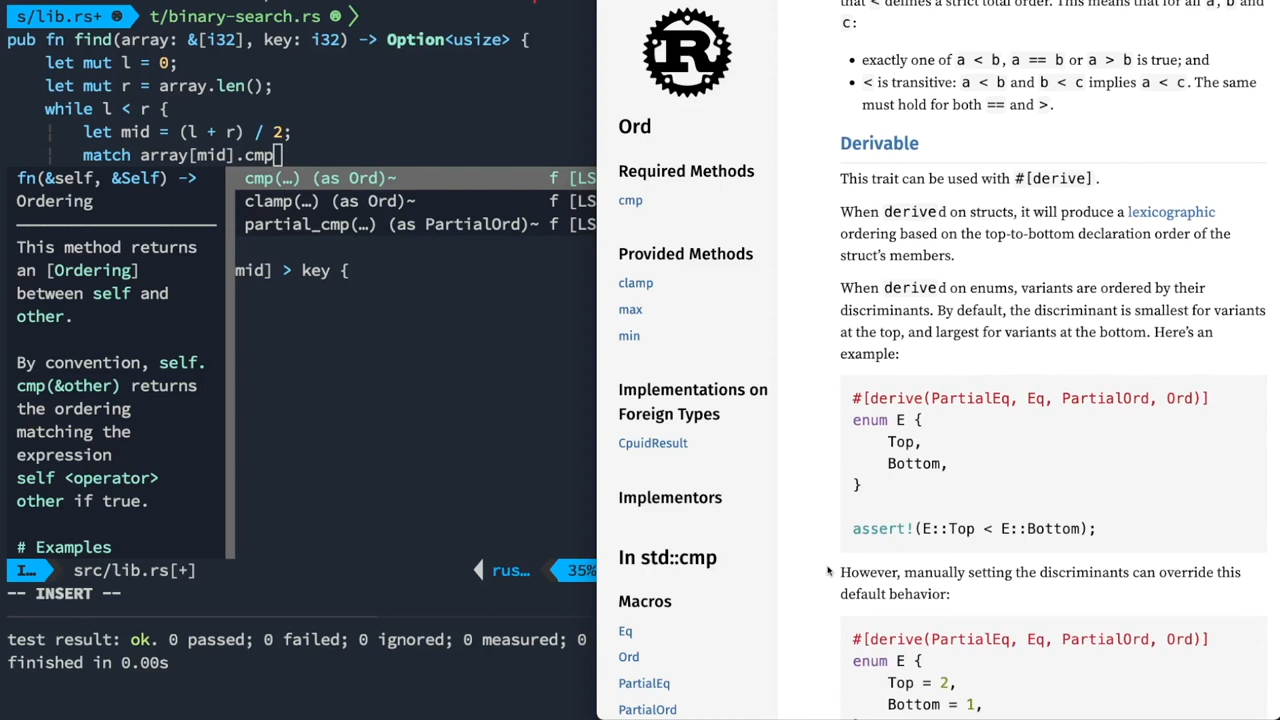 s/lib.rs+ t/binary-search.rs
pub fn find(array: &[i32], key: i32) -> Option<usize> {
let mut l = 0;
let mut r = array.len();
while l < r {
let mid = (l + r) / 2;
match array[mid].cmp
fn(&self, &Self) ->
Ordering
This method returns
an [Ordering]
between self and
other.
By convention, self.
cmp(&other) returns
the ordering
matching the
expression
self <operator>
other if true.
# Examples
cmp(…) (as Ord)~ f [LS
clamp(…) (as Ord)~ f [LS
partial_cmp(…) (as PartialOrd)~ f [LS
mid] > key {
I… src/lib.rs[+] rus… 35%
-- INSERT --
test result: ok. 0 passed; 0 failed; 0 ignored; 0 measured; 0
finished in 0.00s
R
Ord
Required Methods
cmp
Provided Methods
clamp
max
min
Implementations on
Foreign Types
CpuidResult
Implementors
In std::cmp
Macros
Eq
Ord
PartialEq
PartialOrd
that < defines a strict total order. This means that for all a, b and
c:
• exactly one of a < b, a == b or a > b is true; and
• < is transitive: a < b and b < c implies a < c. The same
must hold for both == and >.
Derivable
This trait can be used with #[derive].
When derived on structs, it will produce a lexicographic
ordering based on the top-to-bottom declaration order of the
struct’s members.
When derived on enums, variants are ordered by their
discriminants. By default, the discriminant is smallest for variants
at the top, and largest for variants at the bottom. Here’s an
example:
#[derive(PartialEq, Eq, PartialOrd, Ord)]
enum E {
Top,
Bottom,
}
assert!(E::Top < E::Bottom);
However, manually setting the discriminants can override this
default behavior:
#[derive(PartialEq, Eq, PartialOrd, Ord)]
enum E {
Top = 2,
Bottom = 1,